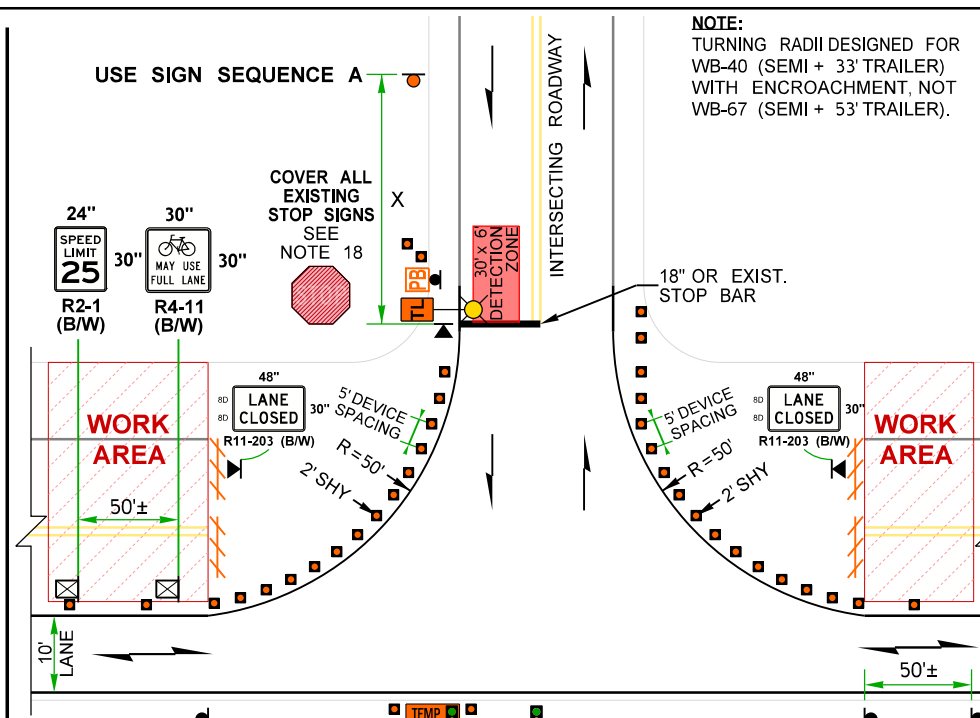 NOTE:
TURNING RADII DESIGNED FOR
WB-40 (SEMI + 33' TRAILER)
WITH ENCROACHMENT, NOT
WB-67 (SEMI + 53' TRAILER).
USE SIGN SEQUENCE A
INTERSECTING ROADWAY
COVER ALL
EXISTING
STOP SIGNS
SEE
NOTE 18
X
STOP
PB
TL
30' x 6'
DETECTION
ZONE
18" OR EXIST.
STOP BAR
24"
SPEED
LIMIT
25
30"
R2-1
(B/W)
30"
MAY USE
FULL LANE
30"
R4-11
(B/W)
WORK
AREA
50'±
48"
8D
8D
LANE
CLOSED
30"
R11-203 (B/W)
5' DEVICE
SPACING
R = 50'
2' SHY
5' DEVICE
SPACING
R = 50'
2' SHY
48"
8D
8D
LANE
CLOSED
30"
R11-203 (B/W)
WORK
AREA
10'
LANE
50'±
TEMP